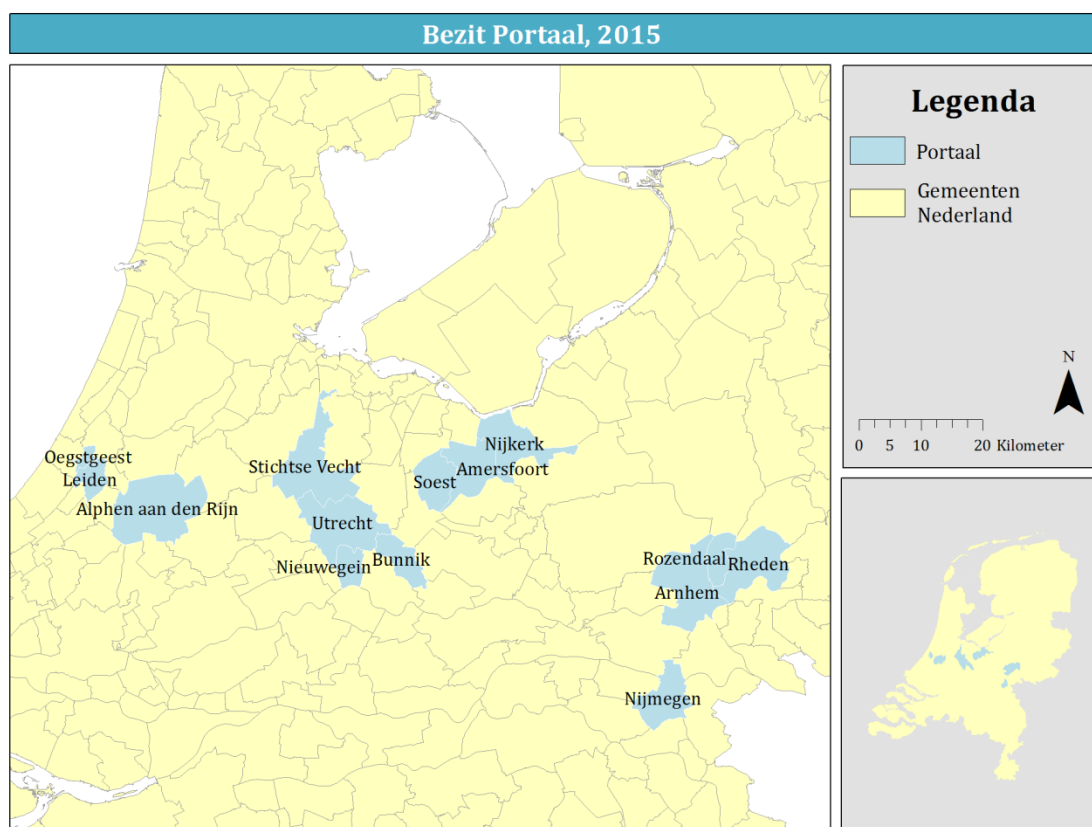 Bezit Portaal, 2015
Oegstgeest
Leiden
Alphen aan den Rijn
Stichtse Vecht
Utrecht
Nieuwegein
Bunnik
Nijkerk
Amersfoort
Soest
Rozendaal
Rheden
Arnhem
Nijmegen
Legenda
Portaal
Gemeenten
Nederland
N
0 5 10 20 Kilometer